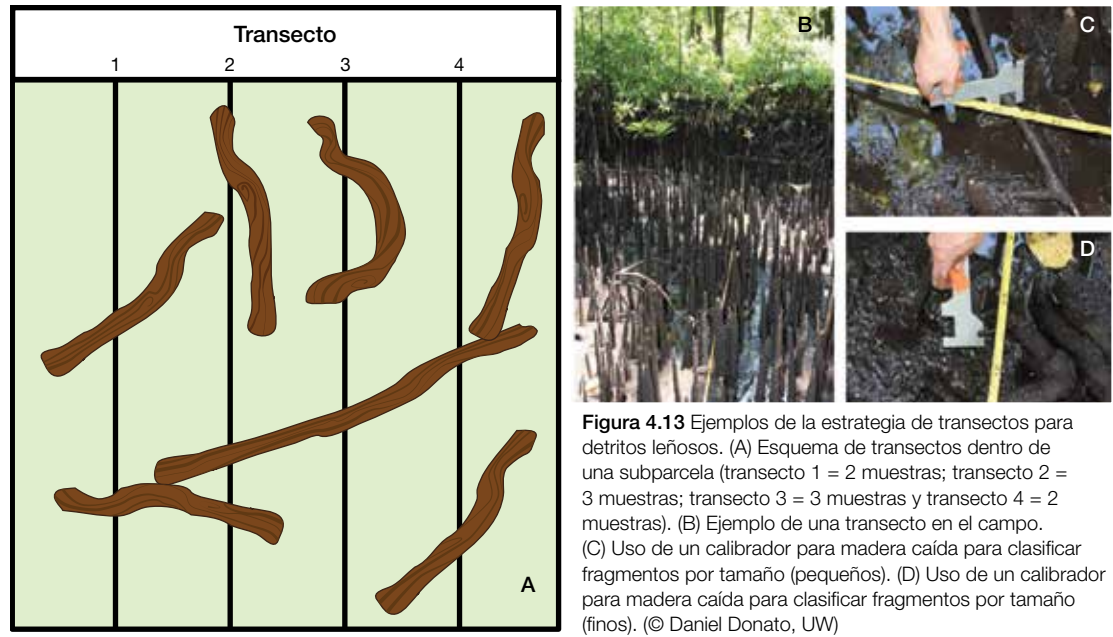 Transecto
1 2 3 4
A
B
C
D
Figura 4.13 Ejemplos de la estrategia de transectos para
detritos leñosos. (A) Esquema de transectos dentro de
una subparcela (transecto 1 = 2 muestras; transecto 2 =
3 muestras; transecto 3 = 3 muestras y transecto 4 = 2
muestras). (B) Ejemplo de una transecto en el campo.
(C) Uso de un calibrador para madera caída para clasificar
fragmentos por tamaño (pequeños). (D) Uso de un calibrador
para madera caída para clasificar fragmentos por tamaño
(finos). (© Daniel Donato, UW)